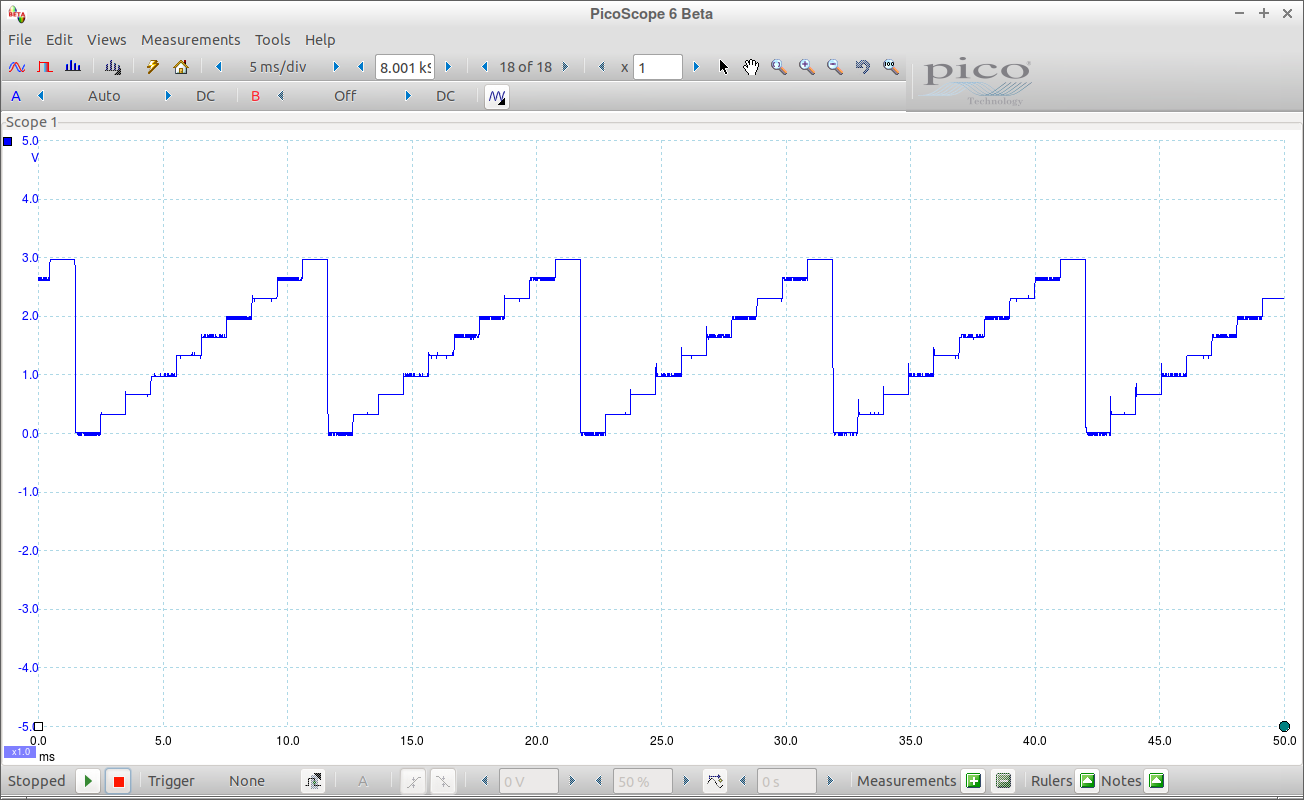 BETA
PicoScope 6 Beta
File Edit Views Measurements Tools Help
5 ms/div 8.001 kS 18 of 18 x 1
pico
Technology
A Auto DC B Off DC
Scope 1
5.0
V
4.0
3.0
2.0
1.0
0.0
-1.0
-2.0
-3.0
-4.0
-5.0
x1.0
0.0 5.0 10.0 15.0 20.0 25.0 30.0 35.0 40.0 45.0 50.0
ms
Stopped Trigger None A 0 V 50 % 0 s Measurements Rulers Notes